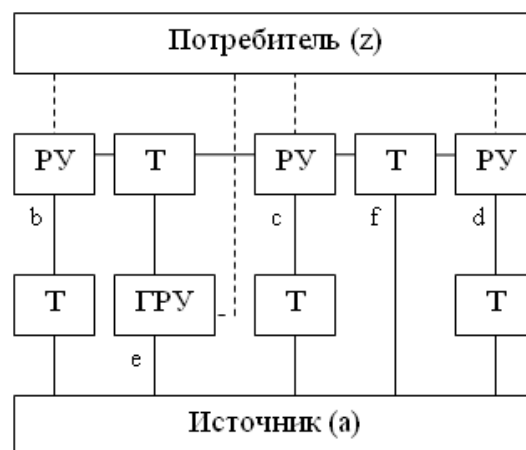 Потребитель (z)
РУ Т РУ Т РУ
b c f d
Т ГРУ Т Т
e
Источник (a)